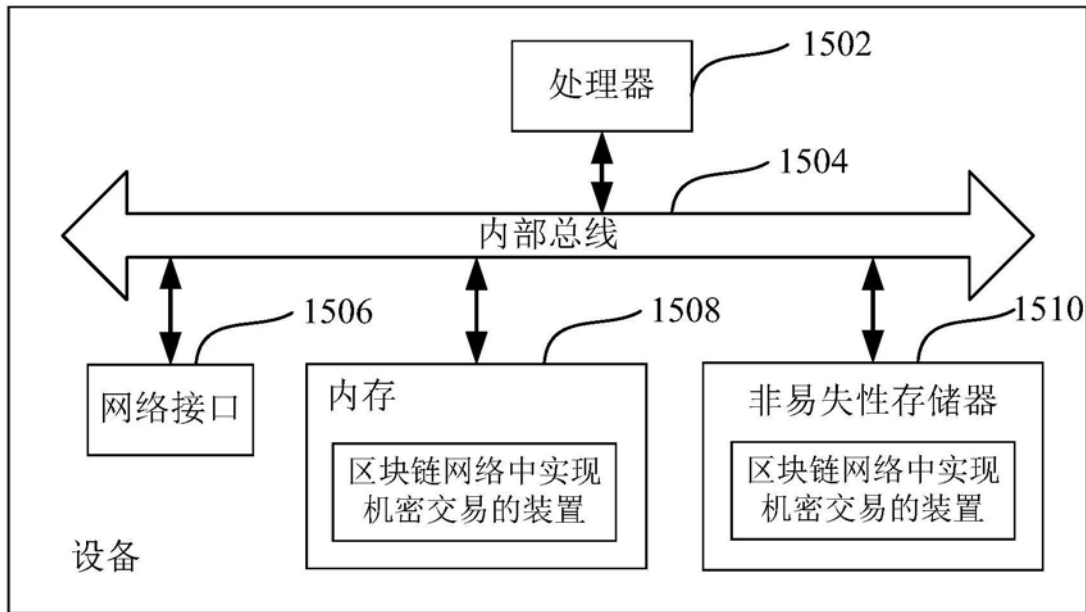 1502
处理器
1504
内部总线
1506
1508
1510
网络接口
内存
非易失性存储器
区块链网络中实现
机密交易的装置
区块链网络中实现
机密交易的装置
设备